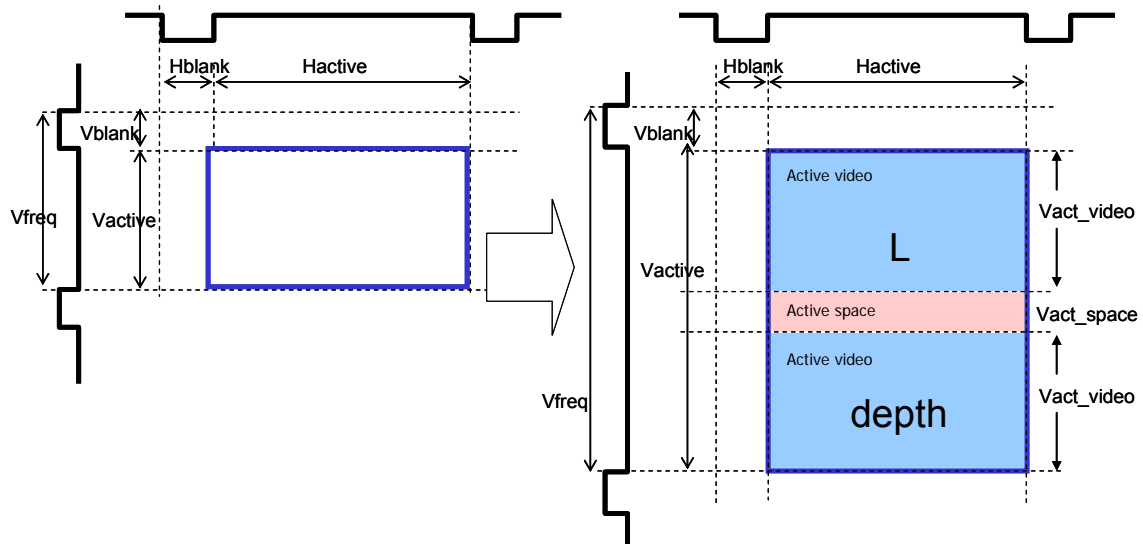 Hblank
Hactive
Vblank
Vfreq
Vactive
Hblank
Hactive
Vblank
Active video
L
Vact_video
Vactive
Active space
Vact_space
Active video
depth
Vact_video
Vfreq